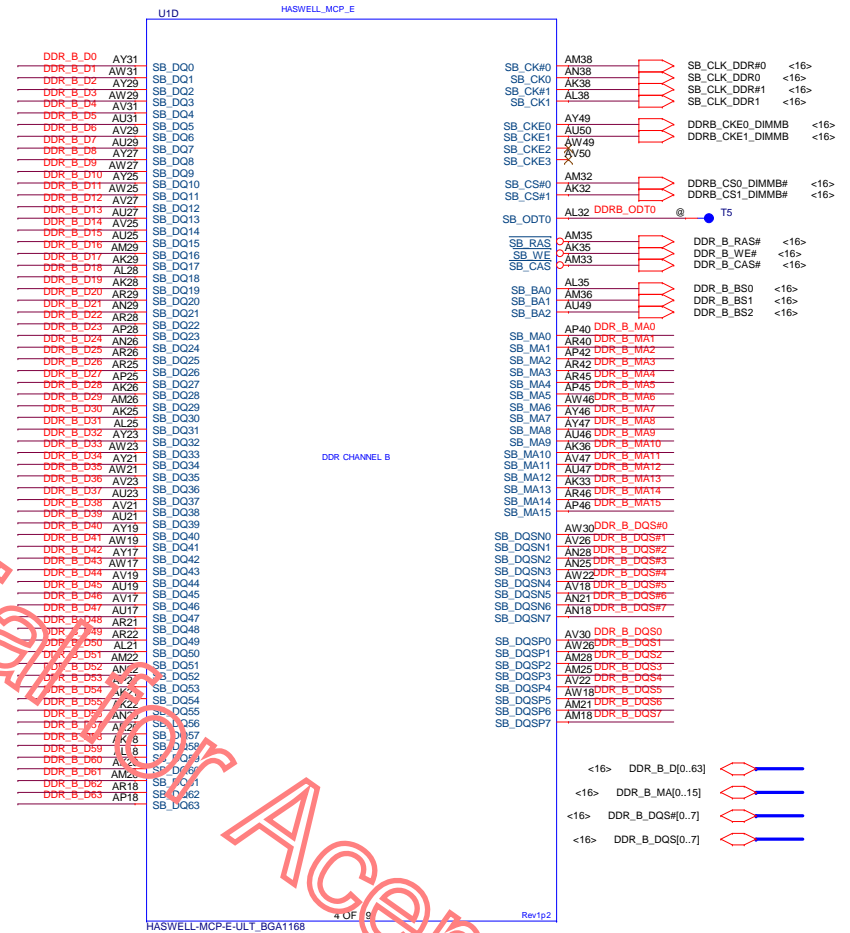 U1D
HASWELL_MCP_E
DDR_B_D0 AY31 SB_DQ0
DDR_B_D1 AW31 SB_DQ1
DDR_B_D2 AY29 SB_DQ2
DDR_B_D3 AW29 SB_DQ3
DDR_B_D4 AV31 SB_DQ4
DDR_B_D5 AU31 SB_DQ5
DDR_B_D6 AV29 SB_DQ6
DDR_B_D7 AU29 SB_DQ7
DDR_B_D8 AY27 SB_DQ8
DDR_B_D9 AW27 SB_DQ9
DDR_B_D10 AY25 SB_DQ10
DDR_B_D11 AW25 SB_DQ11
DDR_B_D12 AV27 SB_DQ12
DDR_B_D13 AU27 SB_DQ13
DDR_B_D14 AV25 SB_DQ14
DDR_B_D15 AU25 SB_DQ15
DDR_B_D16 AM29 SB_DQ16
DDR_B_D17 AK29 SB_DQ17
DDR_B_D18 AL28 SB_DQ18
DDR_B_D19 AK28 SB_DQ19
DDR_B_D20 AR29 SB_DQ20
DDR_B_D21 AN29 SB_DQ21
DDR_B_D22 AR28 SB_DQ22
DDR_B_D23 AP28 SB_DQ23
DDR_B_D24 AN26 SB_DQ24
DDR_B_D25 AR26 SB_DQ25
DDR_B_D26 AR25 SB_DQ26
DDR_B_D27 AP25 SB_DQ27
DDR_B_D28 AK26 SB_DQ28
DDR_B_D29 AM26 SB_DQ29
DDR_B_D30 AK25 SB_DQ30
DDR_B_D31 AL25 SB_DQ31
DDR_B_D32 AY23 SB_DQ32
DDR_B_D33 AW23 SB_DQ33
DDR_B_D34 AY21 SB_DQ34
DDR_B_D35 AW21 SB_DQ35
DDR_B_D36 AV23 SB_DQ36
DDR_B_D37 AU23 SB_DQ37
DDR_B_D38 AV21 SB_DQ38
DDR_B_D39 AU21 SB_DQ39
DDR_B_D40 AY19 SB_DQ40
DDR_B_D41 AW19 SB_DQ41
DDR_B_D42 AY17 SB_DQ42
DDR_B_D43 AW17 SB_DQ43
DDR_B_D44 AV19 SB_DQ44
DDR_B_D45 AU19 SB_DQ45
DDR_B_D46 AV17 SB_DQ46
DDR_B_D47 AU17 SB_DQ47
DDR_B_D48 AR21 SB_DQ48
AR22 SB_DQ49
DDR_B_D50 AL21 SB_DQ50
DDR_B_D51 AM22 SB_DQ51
DDR_B_D52 SB_DQ52
DDR_B_D53 SB_DQ53
DDR_B_D54 SB_DQ54
DDR_B_D55 AK22 SB_DQ55
SB_DQ56
SB_DQ57
SB_DQ58
DDR_B_D59
DDR_B_D60
DDR_B_D61
DDR_B_D62 AR18
DDR_B_D63 AP18 SB_DQ63
DDR CHANNEL B
SB_CK#0 AM38 SB_CLK_DDR#0 <16>
SB_CK0 AN38 SB_CLK_DDR0 <16>
SB_CK#1 AK38 SB_CLK_DDR#1 <16>
SB_CK1 AL38 SB_CLK_DDR1 <16>
SB_CKE0 AY49 DDRB_CKE0_DIMMB <16>
SB_CKE1 AU50 DDRB_CKE1_DIMMB <16>
SB_CKE2 AW49
SB_CKE3 AV50
SB_CS#0 AM32 DDRB_CS0_DIMMB# <16>
SB_CS#1 AK32 DDRB_CS1_DIMMB# <16>
SB_ODT0 AL32 DDRB_ODT0 @ T5
SB_RAS AM35 DDR_B_RAS# <16>
SB_WE AK35 DDR_B_WE# <16>
SB_CAS AM33 DDR_B_CAS# <16>
SB_BA0 AL35 DDR_B_BS0 <16>
SB_BA1 AM36 DDR_B_BS1 <16>
SB_BA2 AU49 DDR_B_BS2 <16>
SB_MA0 AP40 DDR_B_MA0
SB_MA1 AR40 DDR_B_MA1
SB_MA2 AP42 DDR_B_MA2
SB_MA3 AR42 DDR_B_MA3
SB_MA4 AR45 DDR_B_MA4
SB_MA5 AP45 DDR_B_MA5
SB_MA6 AW46 DDR_B_MA6
SB_MA7 AY46 DDR_B_MA7
SB_MA8 AY47 DDR_B_MA8
SB_MA9 AU46 DDR_B_MA9
SB_MA10 AK36 DDR_B_MA10
SB_MA11 AV47 DDR_B_MA11
SB_MA12 AU47 DDR_B_MA12
SB_MA13 AK33 DDR_B_MA13
SB_MA14 AR46 DDR_B_MA14
SB_MA15 AP46 DDR_B_MA15
SB_DQSN0 AW30 DDR_B_DQS#0
SB_DQSN1 AV26 DDR_B_DQS#1
SB_DQSN2 AN28 DDR_B_DQS#2
SB_DQSN3 AN25 DDR_B_DQS#3
SB_DQSN4 AW22 DDR_B_DQS#4
SB_DQSN5 AV18 DDR_B_DQS#5
SB_DQSN6 AN21 DDR_B_DQS#6
SB_DQSN7 AN18 DDR_B_DQS#7
SB_DQSP0 AV30 DDR_B_DQS0
SB_DQSP1 AW26 DDR_B_DQS1
SB_DQSP2 AM28 DDR_B_DQS2
SB_DQSP3 AM25 DDR_B_DQS3
SB_DQSP4 AV22 DDR_B_DQS4
SB_DQSP5 AW18 DDR_B_DQS5
SB_DQSP6 AM21 DDR_B_DQS6
SB_DQSP7 AM18 DDR_B_DQS7
<16> DDR_B_D[0..63]
<16> DDR_B_MA[0..15]
<16> DDR_B_DQS#[0..7]
<16> DDR_B_DQS[0..7]
4 OF 19
Rev1p2
HASWELL-MCP-E-ULT_BGA1168
for